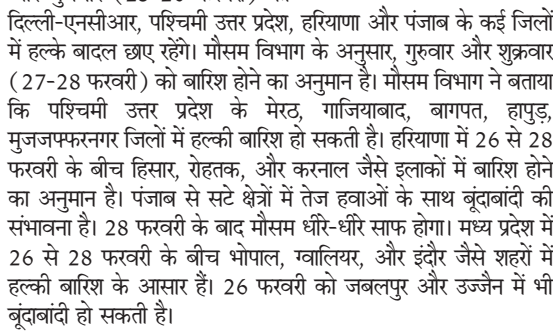 दिल्ली-एनसीआर, पश्चिमी उत्तर प्रदेश, हरियाणा और पंजाब के कई जिलों
में हल्के बादल छाए रहेंगे। मौसम विभाग के अनुसार, गुरुवार और शुक्रवार
(27-28 फरवरी) को बारिश होने का अनुमान है। मौसम विभाग ने बताया
कि पश्चिमी उत्तर प्रदेश के मेरठ, गाजियाबाद, बागपत, हापुड़,
मुजजफ्फरनगर जिलों में हल्की बारिश हो सकती है। हरियाणा में 26 से 28
फरवरी के बीच हिसार, रोहतक, और करनाल जैसे इलाकों में बारिश होने
का अनुमान है। पंजाब से सटे क्षेत्रों में तेज हवाओं के साथ बूंदाबांदी की
संभावना है। 28 फरवरी के बाद मौसम धीरे-धीरे साफ होगा। मध्य प्रदेश में
26 से 28 फरवरी के बीच भोपाल, ग्वालियर, और इंदौर जैसे शहरों में
हल्की बारिश के आसार हैं। 26 फरवरी को जबलपुर और उज्जैन में भी
बूंदाबांदी हो सकती है।